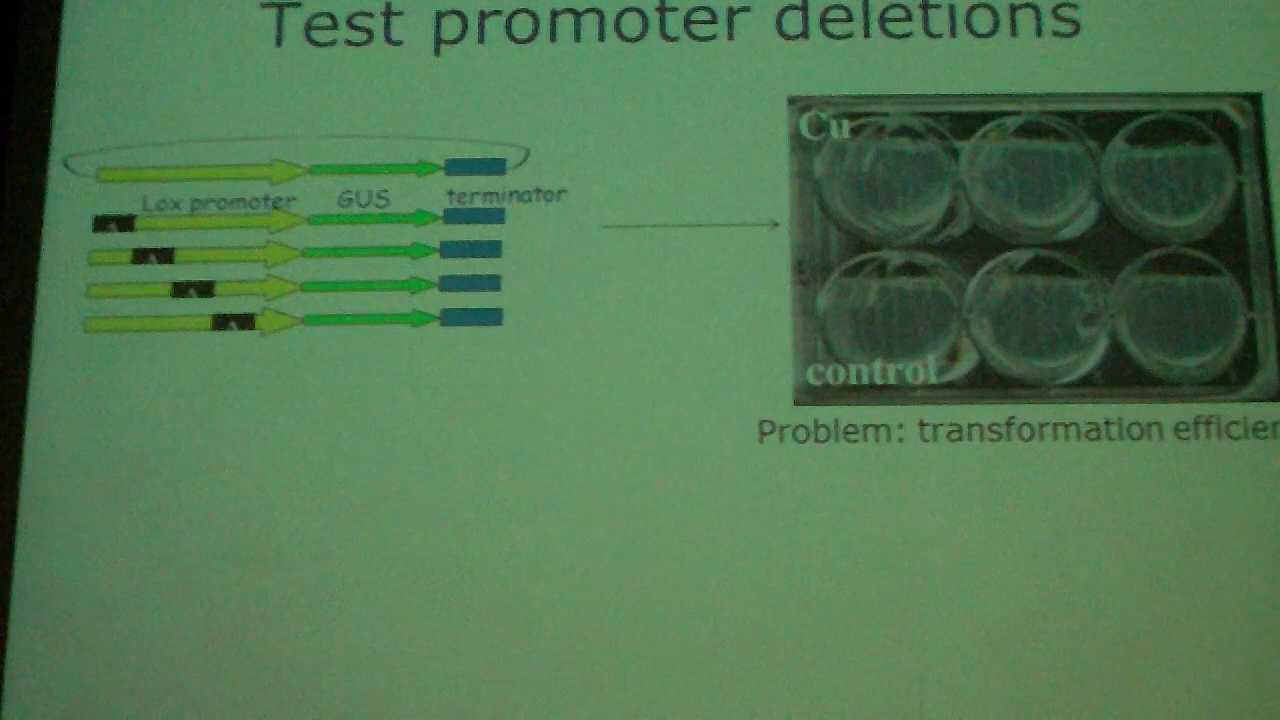 Test promoter deletions
Lox promoter GUS terminator
Cu
control
Problem: transformation efficien